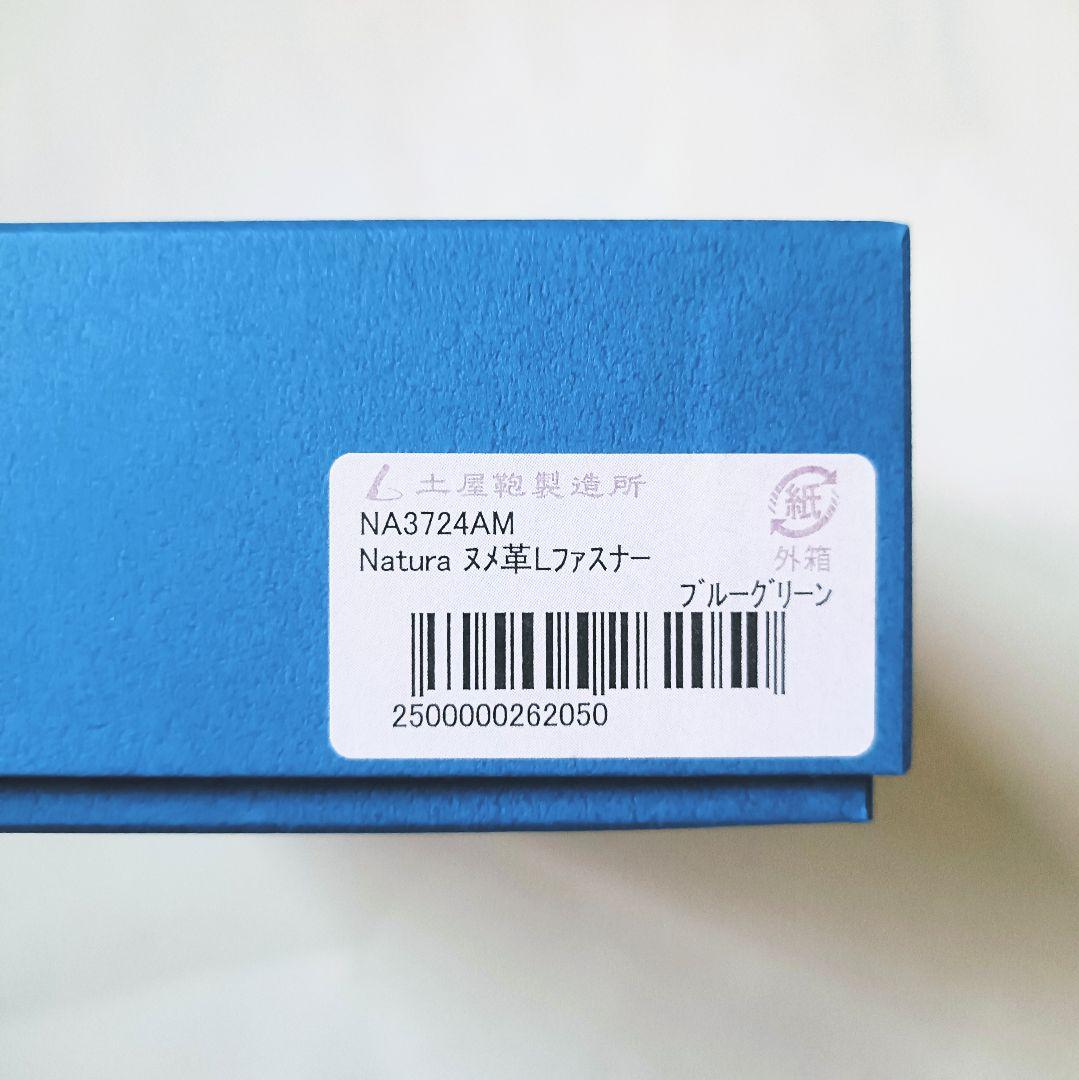 土屋鞄製造所
紙
外箱
NA3724AM
Natura ﾇﾒ革Lﾌｧｽﾅｰ
ﾌﾞﾙｰｸﾞﾘｰﾝ
2500000262050